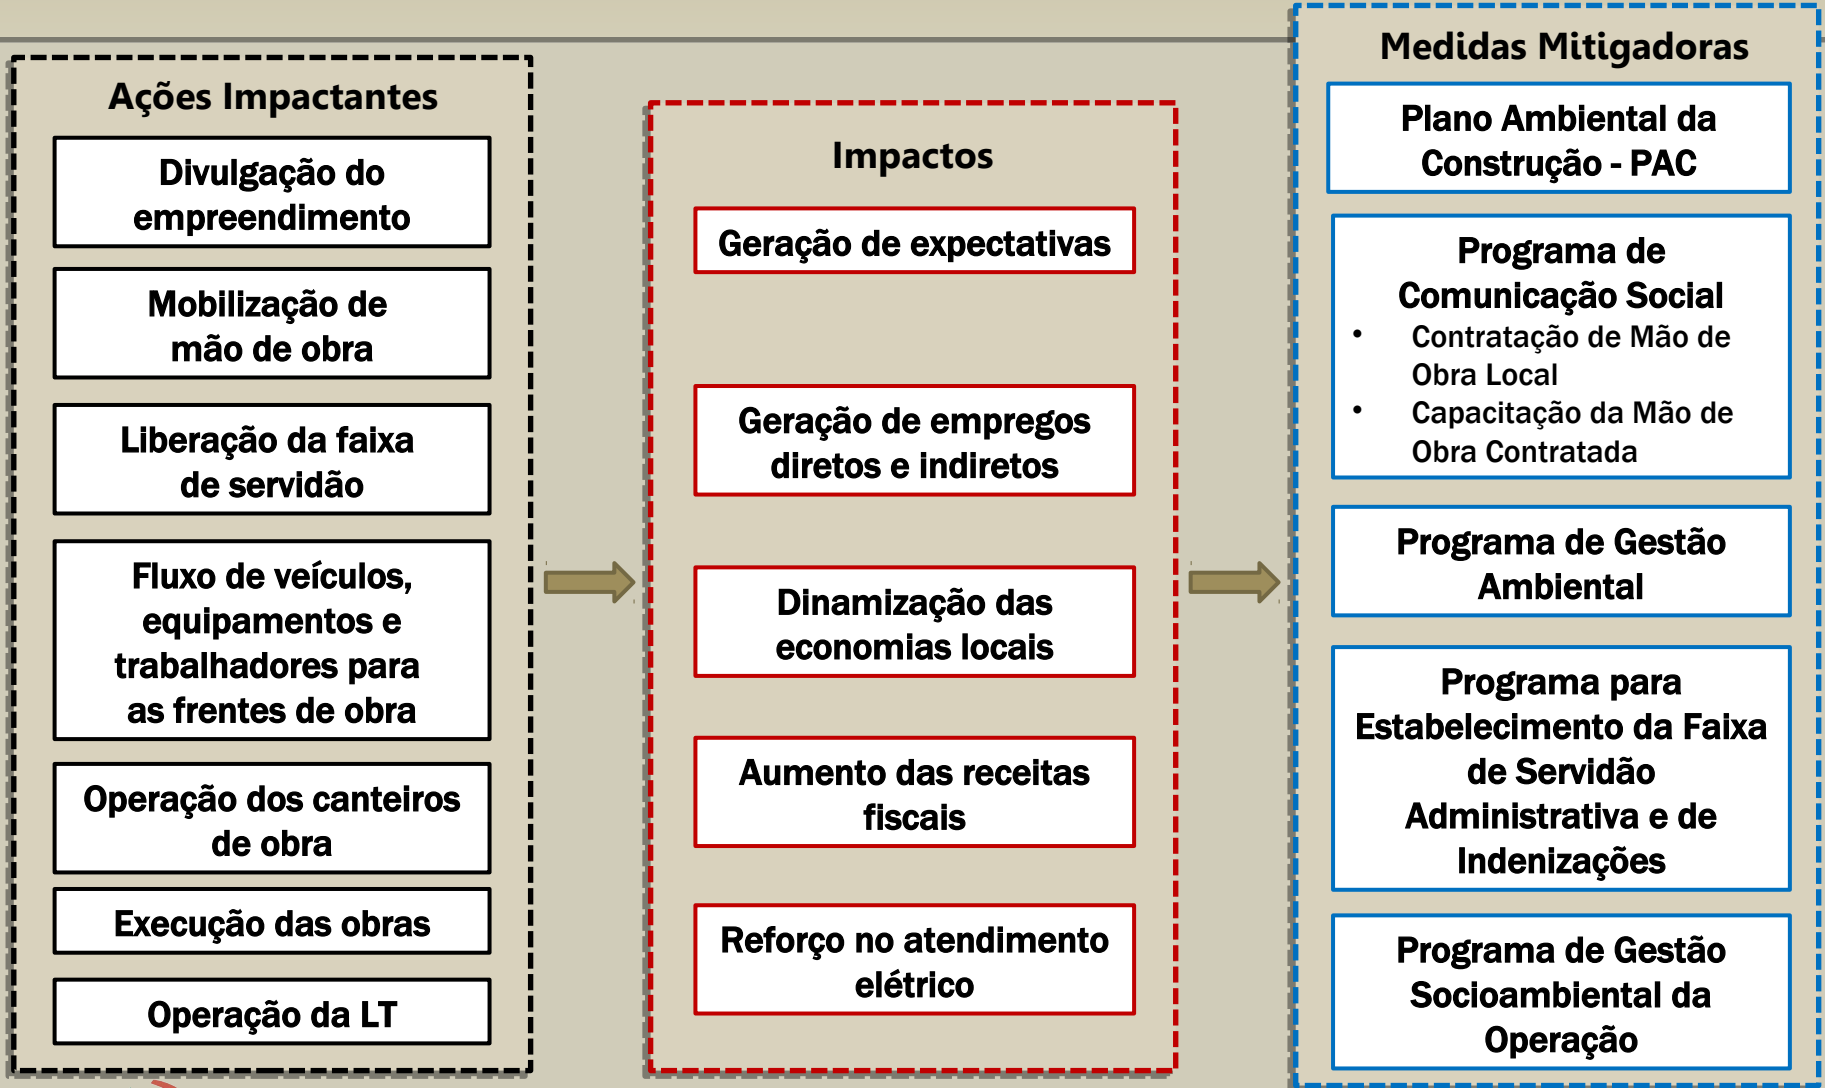 Ações Impactantes
Divulgação do
empreendimento
Mobilização de
mão de obra
Liberação da faixa
de servidão
Fluxo de veículos,
equipamentos e
trabalhadores para
as frentes de obra
Operação dos canteiros
de obra
Execução das obras
Operação da LT
Impactos
Geração de expectativas
Geração de empregos
diretos e indiretos
Dinamização das
economias locais
Aumento das receitas
fiscais
Reforço no atendimento
elétrico
Medidas Mitigadoras
Plano Ambiental da
Construção - PAC
Programa de
Comunicação Social
• Contratação de Mão de
Obra Local
• Capacitação da Mão de
Obra Contratada
Programa de Gestão
Ambiental
Programa para
Estabelecimento da Faixa
de Servidão
Administrativa e de
Indenizações
Programa de Gestão
Socioambiental da
Operação